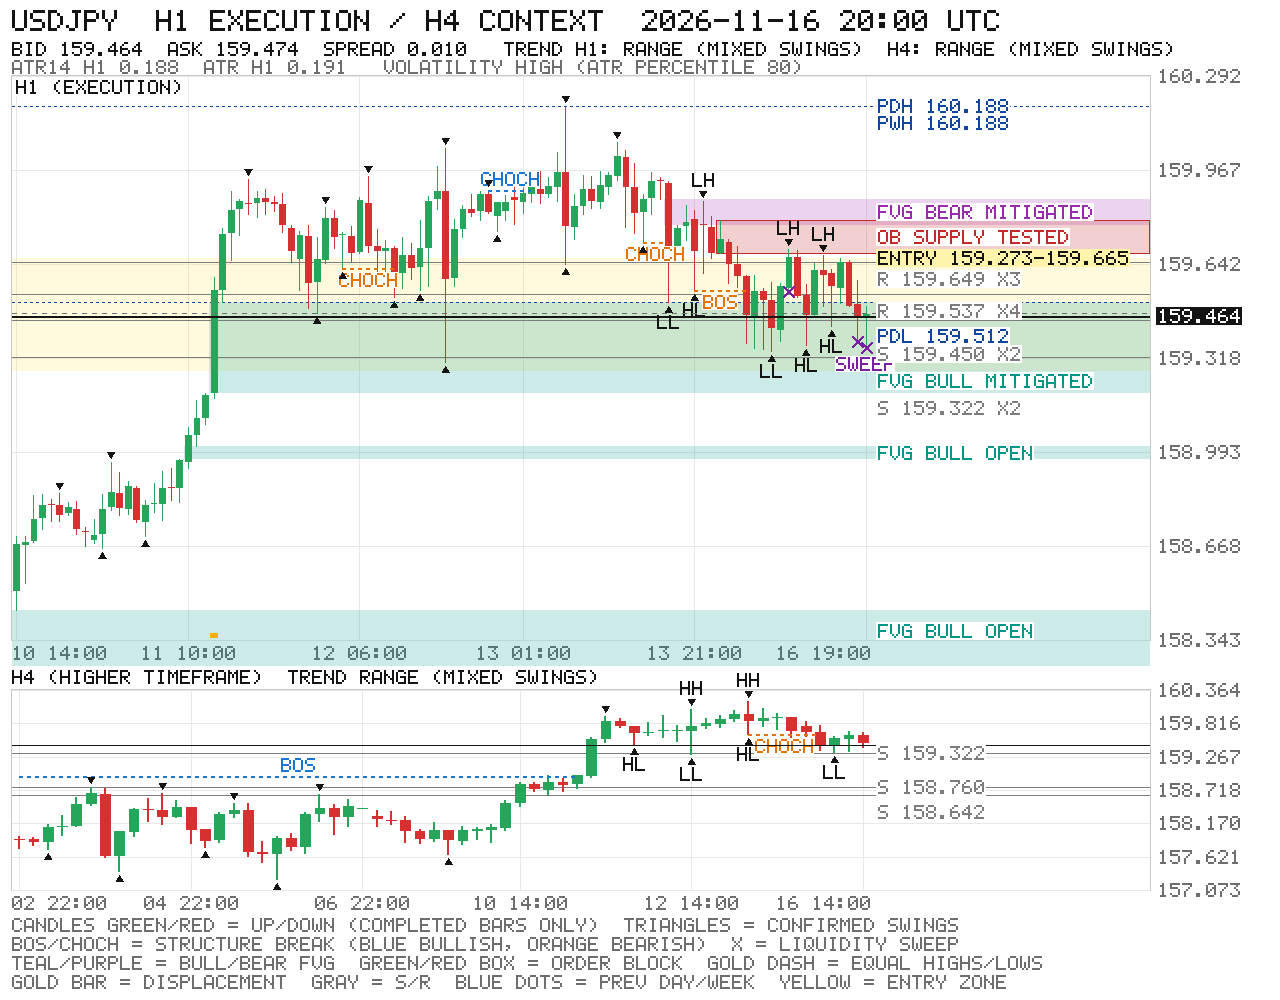 USDJPY  H1 EXECUTION / H4 CONTEXT  2026-11-16 20:00 UTC
BID 159.464  ASK 159.474  SPREAD 0.010  TREND H1: RANGE (MIXED SWINGS)  H4: RANGE (MIXED SWINGS)
ATR14 H1 0.188  ATR H1 0.191  VOLATILITY HIGH (ATR PERCENTILE 80)
160.292
H1 (EXECUTION)
PDH 160.188
PWH 160.188
159.967
CHOCH
LH
FVG BEAR MITIGATED
LH
LH
OB SUPPLY TESTED
CHOCH
ENTRY 159.273-159.665
159.642
CHOCH
R 159.649 X3
BOS
HL
R 159.537 X4
159.464
LL
PDL 159.512
HL
S 159.450 X2
159.318
SWEEP
HL
LL
FVG BULL MITIGATED
S 159.322 X2
158.993
FVG BULL OPEN
158.668
FVG BULL OPEN
158.343
10 14:00  11 10:00  12 06:00  13 01:00  13 21:00  16 19:00
H4 (HIGHER TIMEFRAME)  TREND RANGE (MIXED SWINGS)
HH
HH
160.364
159.816
CHOCH
HL
S 159.322
159.267
BOS
HL
LL
LL
S 158.760
158.718
S 158.642
158.170
157.621
157.073
02 22:00  04 22:00  06 22:00  10 14:00  12 14:00  16 14:00
CANDLES GREEN/RED = UP/DOWN (COMPLETED BARS ONLY)  TRIANGLES = CONFIRMED SWINGS
BOS/CHOCH = STRUCTURE BREAK (BLUE BULLISH, ORANGE BEARISH)  X = LIQUIDITY SWEEP
TEAL/PURPLE = BULL/BEAR FVG  GREEN/RED BOX = ORDER BLOCK  GOLD DASH = EQUAL HIGHS/LOWS
GOLD BAR = DISPLACEMENT  GRAY = S/R  BLUE DOTS = PREV DAY/WEEK  YELLOW = ENTRY ZONE